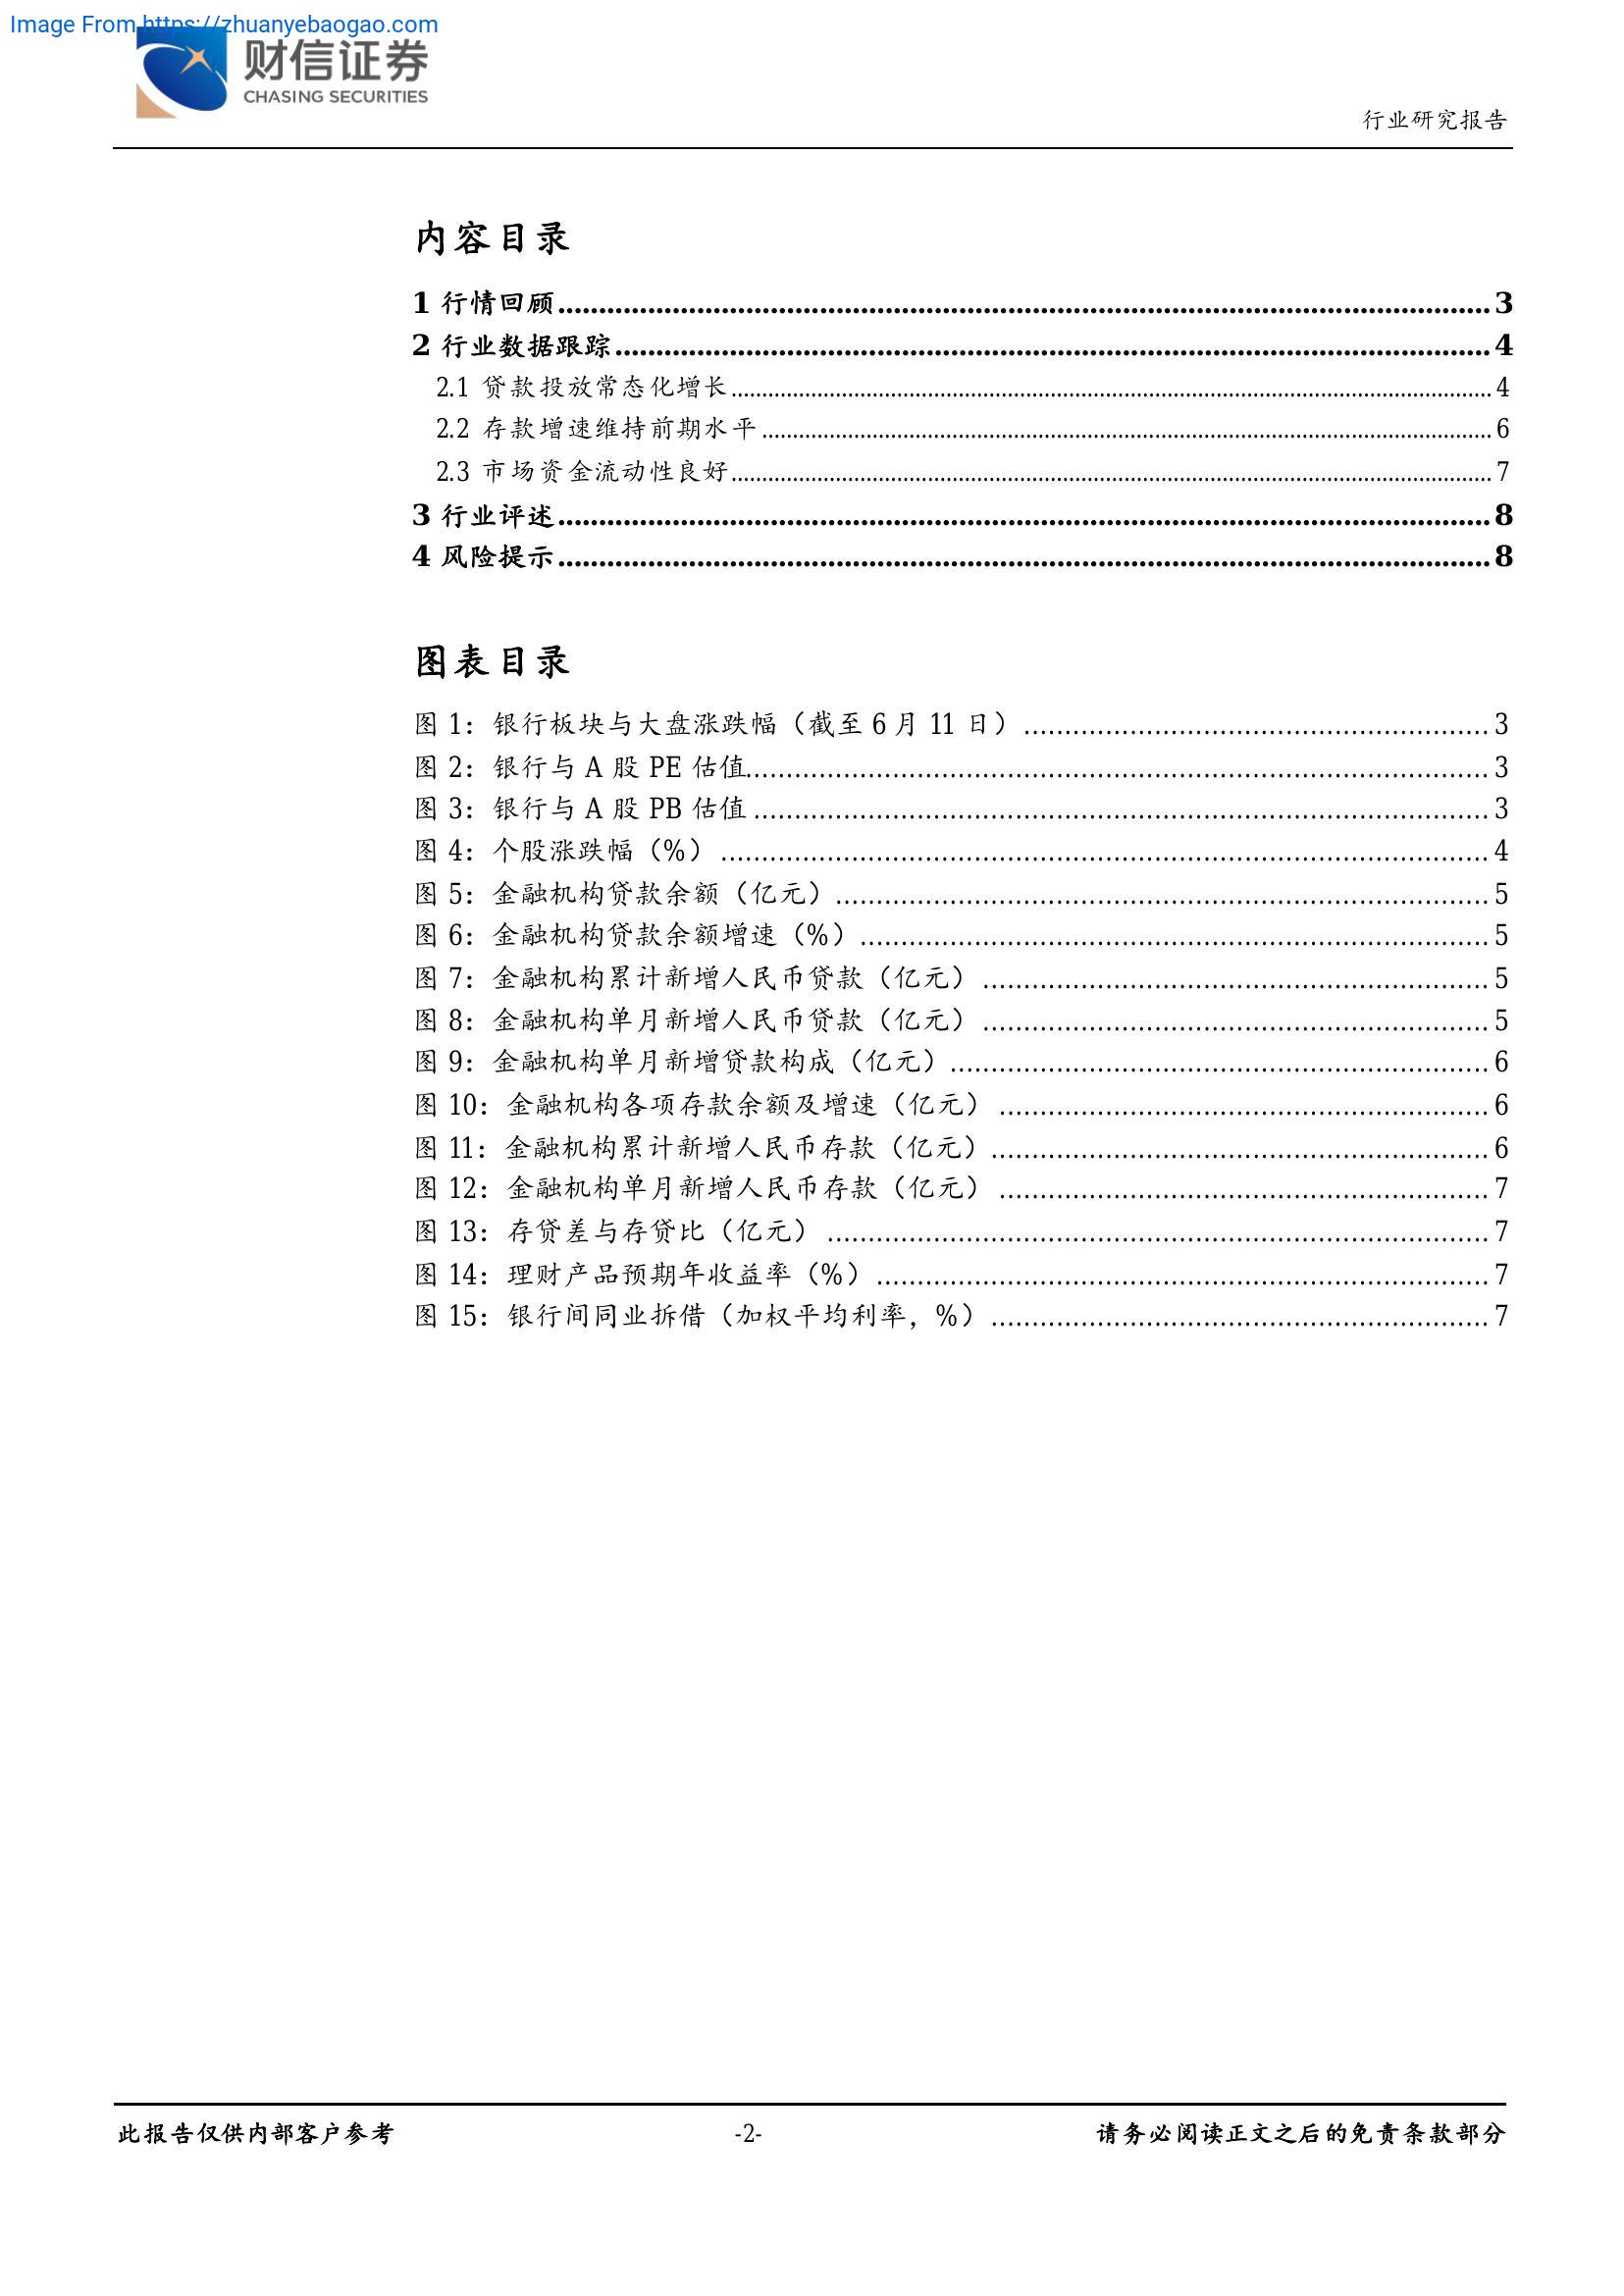 Image From https://zhuanyebaogao.com
财信证券
CHASING SECURITIES
行业研究报告
内容目录
1 行情回顾 3
2 行业数据跟踪 4
2.1 贷款投放常态化增长 4
2.2 存款增速维持前期水平 6
2.3 市场资金流动性良好 7
3 行业评述 8
4 风险提示 8
图表目录
图 1：银行板块与大盘涨跌幅（截至 6 月 11 日） 3
图 2：银行与 A 股 PE 估值 3
图 3：银行与 A 股 PB 估值 3
图 4：个股涨跌幅（%） 4
图 5：金融机构贷款余额（亿元） 5
图 6：金融机构贷款余额增速（%） 5
图 7：金融机构累计新增人民币贷款（亿元） 5
图 8：金融机构单月新增人民币贷款（亿元） 5
图 9：金融机构单月新增贷款构成（亿元） 6
图 10：金融机构各项存款余额及增速（亿元） 6
图 11：金融机构累计新增人民币存款（亿元） 6
图 12：金融机构单月新增人民币存款（亿元） 7
图 13：存贷差与存贷比（亿元） 7
图 14：理财产品预期年收益率（%） 7
图 15：银行间同业拆借（加权平均利率，%） 7
此报告仅供内部客户参考
-2-
请务必阅读正文之后的免责条款部分